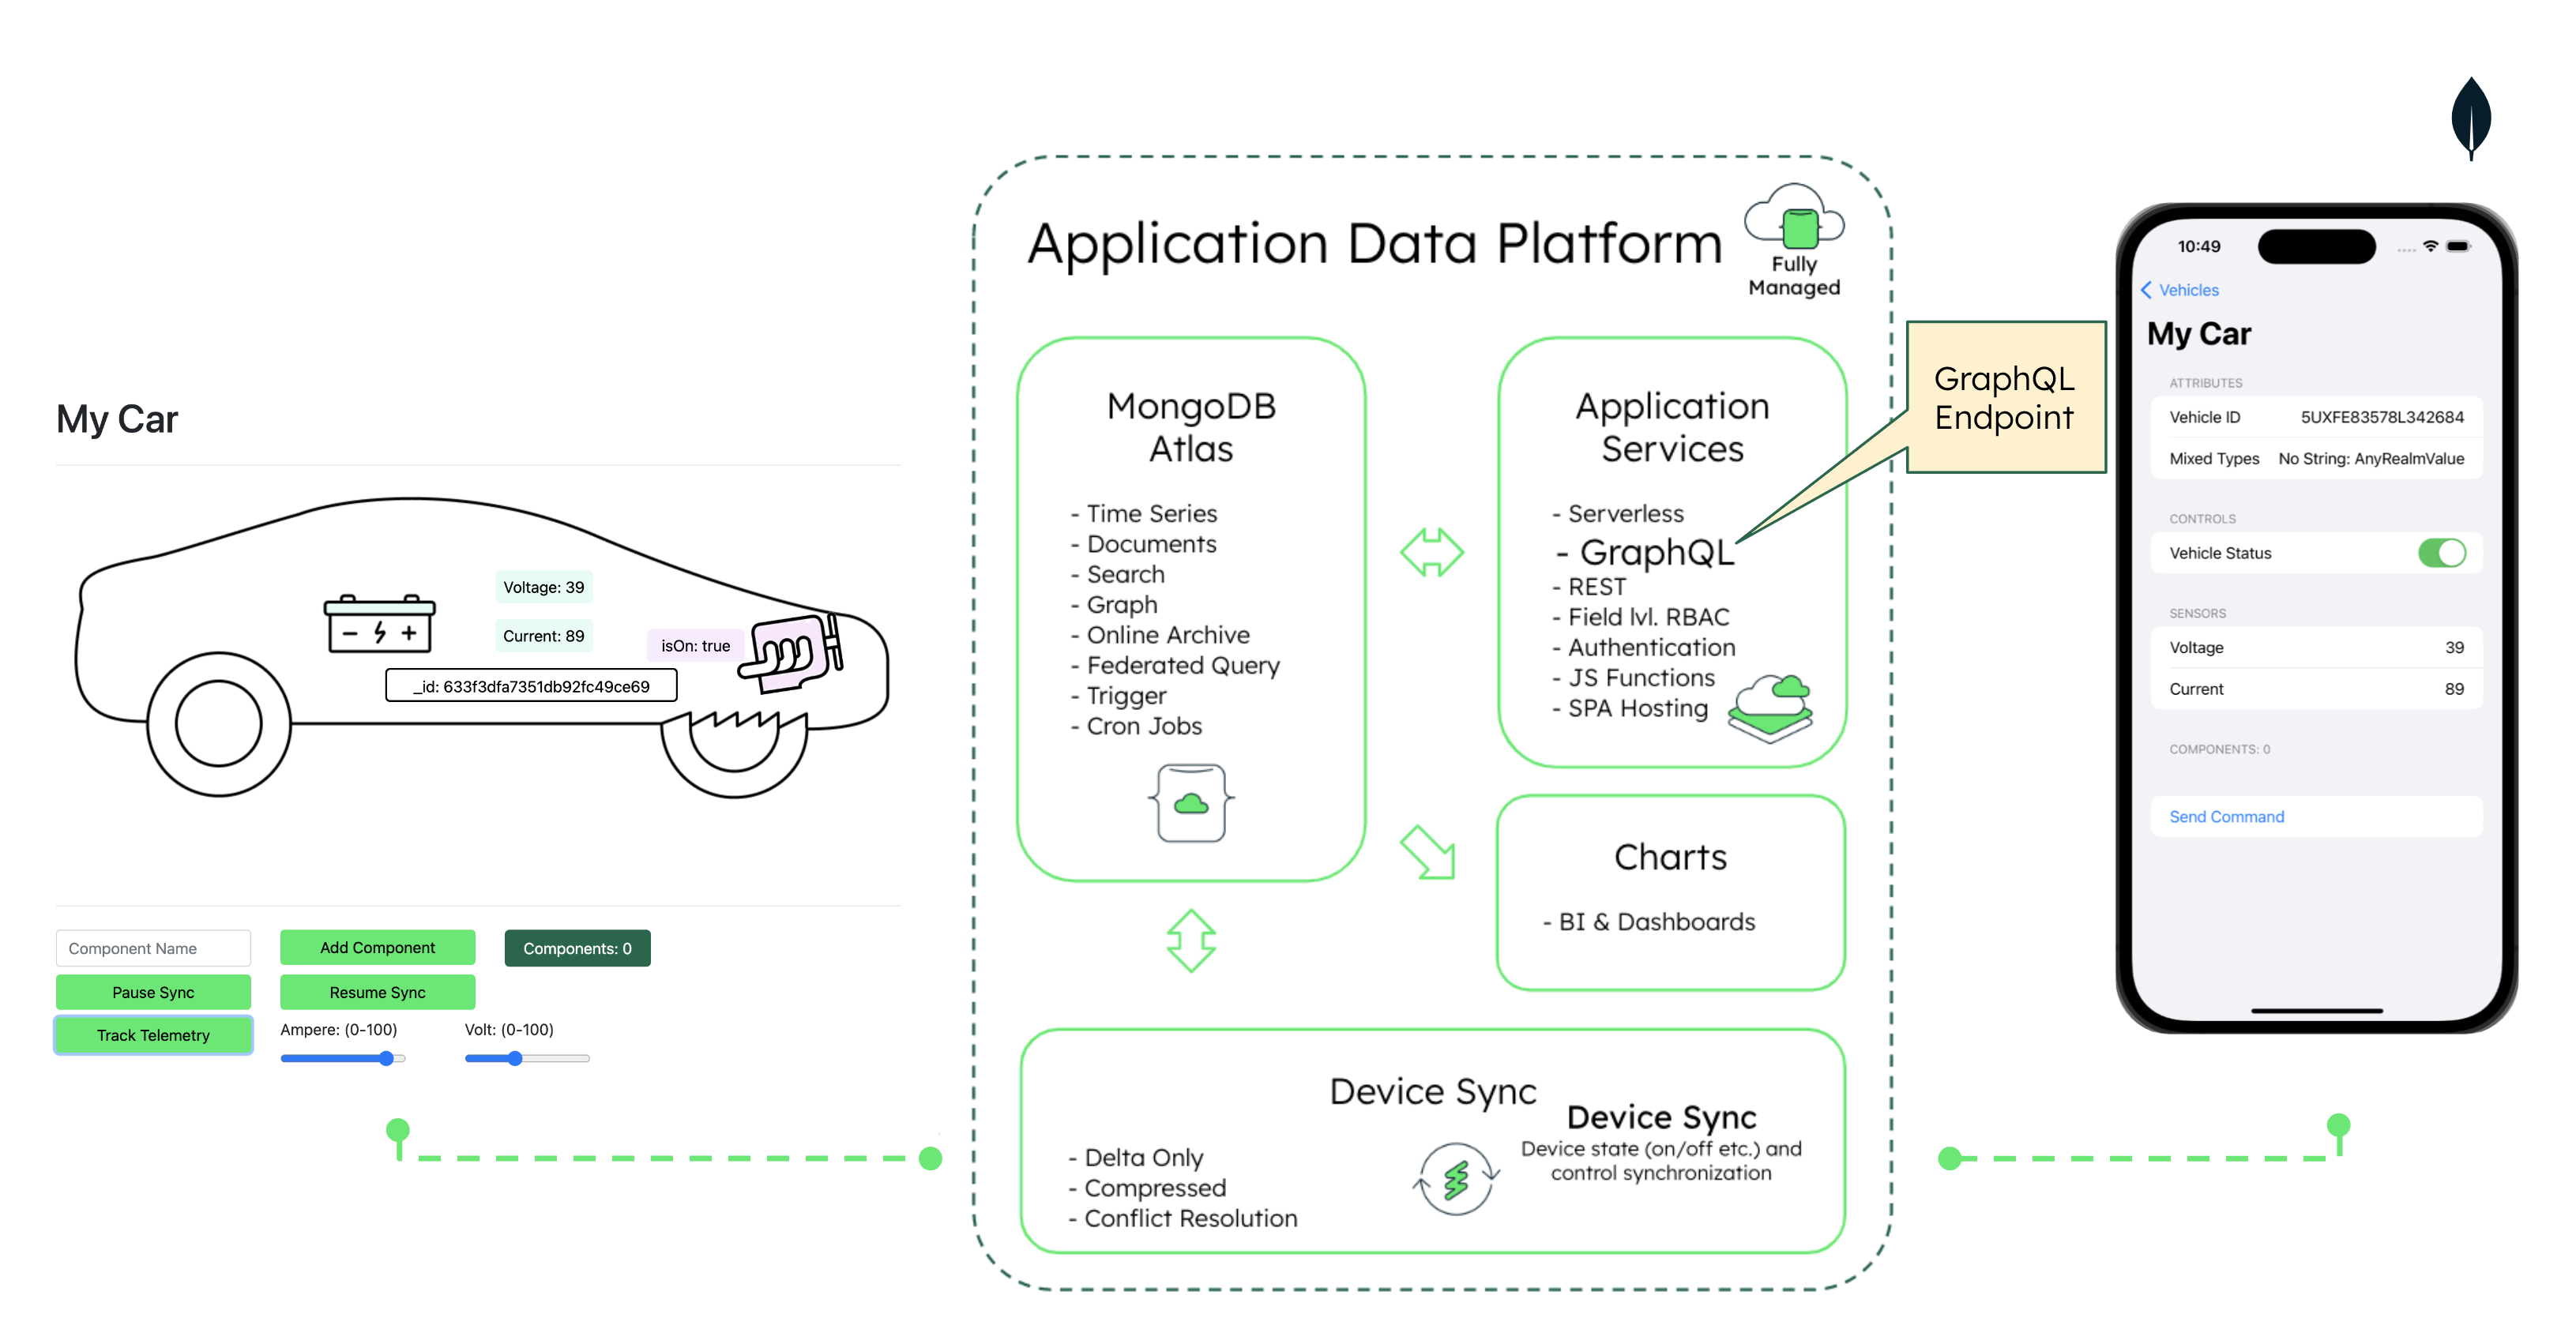 My Car
Voltage: 39
Current: 89
isOn: true
_id: 633f3dfa7351db92fc49ce69
Component Name
Add Component
Components: 0
Pause Sync
Resume Sync
Track Telemetry
Ampere: (0-100)
Volt: (0-100)
Application Data Platform
Fully
Managed
MongoDB
Atlas
- Time Series
- Documents
- Search
- Graph
- Online Archive
- Federated Query
- Trigger
- Cron Jobs
Application
Services
- Serverless
- GraphQL
- REST
- Field lvl. RBAC
- Authentication
- JS Functions
- SPA Hosting
GraphQL
Endpoint
Charts
- BI & Dashboards
Device Sync
- Delta Only
- Compressed
- Conflict Resolution
Device Sync
Device state (on/off etc.) and
control synchronization
10:49
Vehicles
My Car
ATTRIBUTES
Vehicle ID 5UXFE83578L342684
Mixed Types No String: AnyRealmValue
CONTROLS
Vehicle Status
SENSORS
Voltage 39
Current 89
COMPONENTS: 0
Send Command